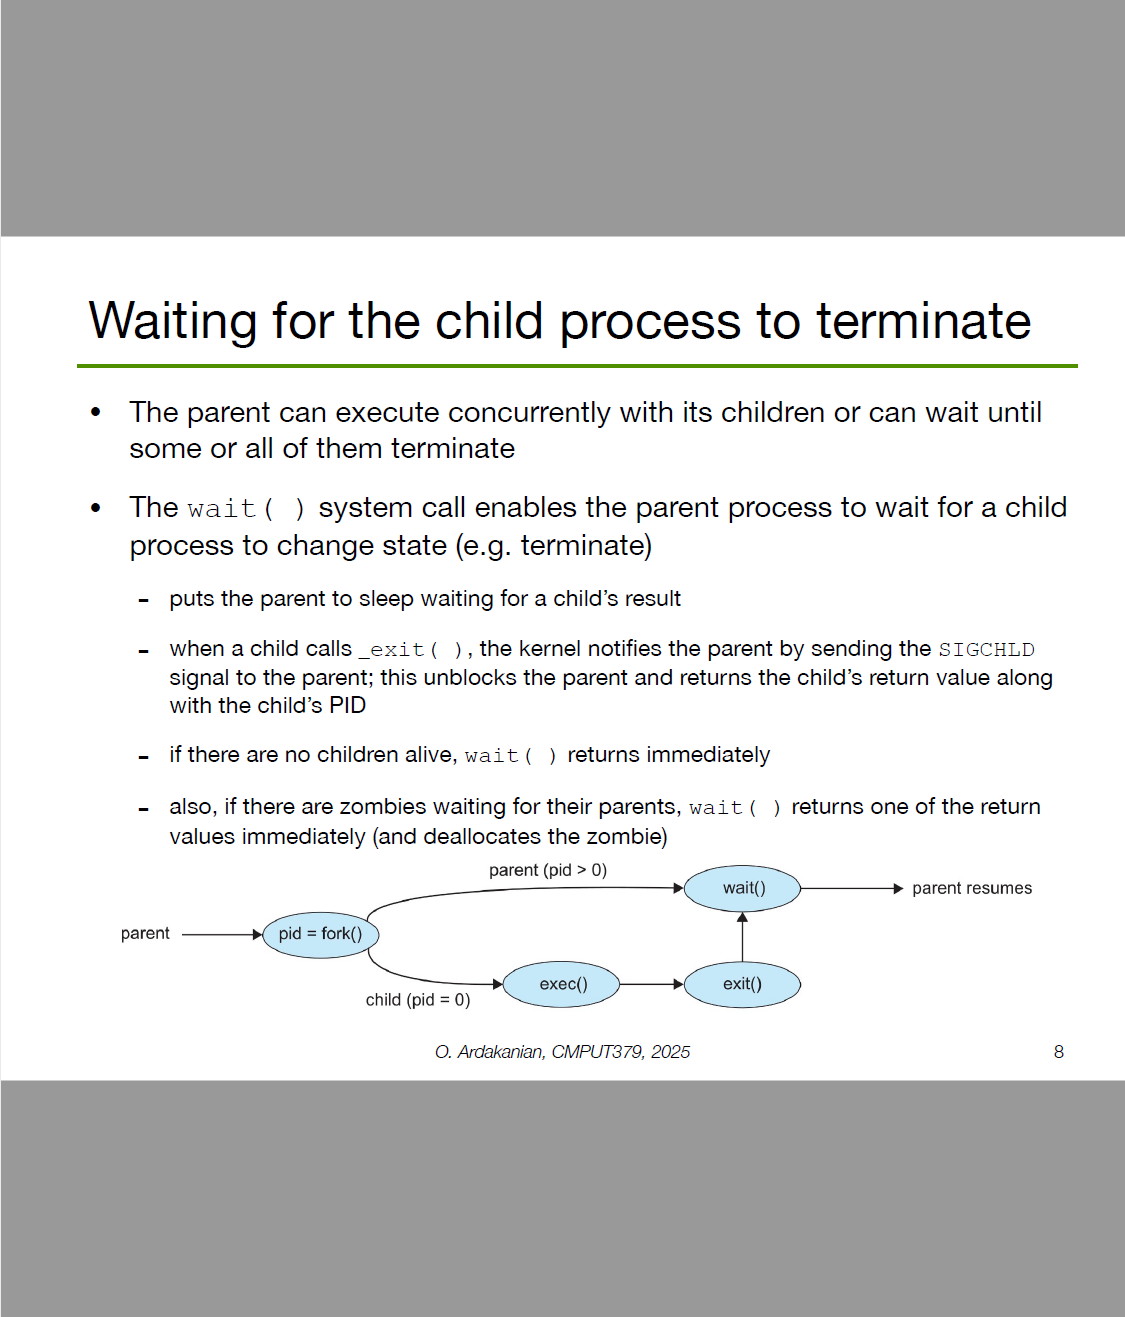 Waiting for the child process to terminate
• The parent can execute concurrently with its children or can wait until
some or all of them terminate
• The wait( ) system call enables the parent process to wait for a child
process to change state (e.g. terminate)
- puts the parent to sleep waiting for a child’s result
- when a child calls _exit( ), the kernel notifies the parent by sending the SIGCHLD
signal to the parent; this unblocks the parent and returns the child’s return value along
with the child’s PID
- if there are no children alive, wait( ) returns immediately
- also, if there are zombies waiting for their parents, wait( ) returns one of the return
values immediately (and deallocates the zombie)
parent (pid > 0)
wait()
parent resumes
parent
pid = fork()
child (pid = 0)
exec()
exit()
O. Ardakanian, CMPUT379, 2025
8